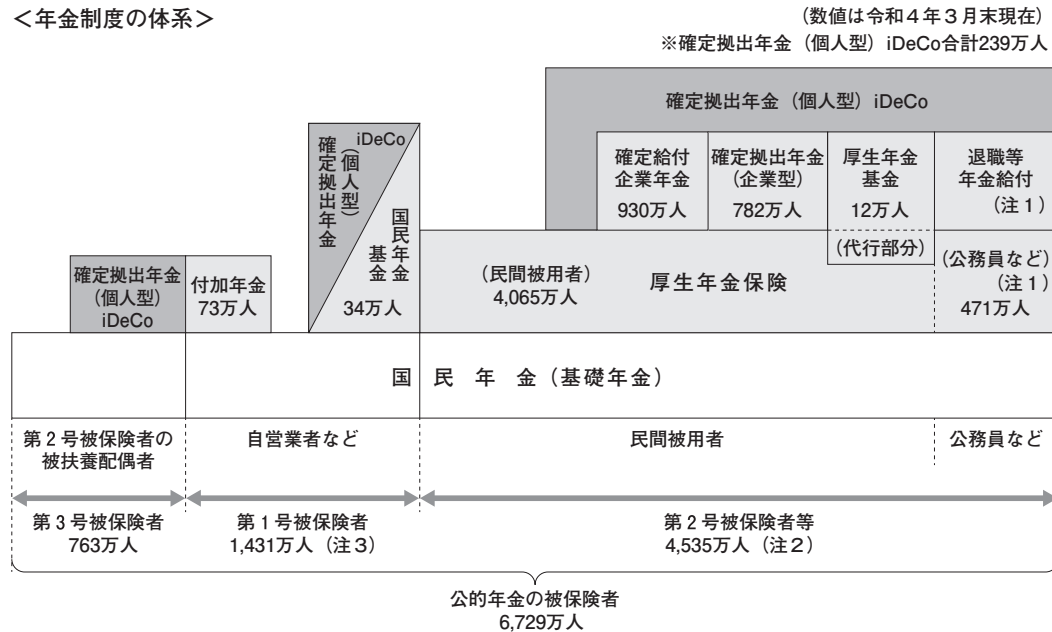 ＜年金制度の体系＞
(数値は令和４年３月末現在)
※確定拠出年金（個人型）iDeCo合計239万人
確定拠出年金（個人型）iDeCo
確定拠出年金
（個人型）
iDeCo
国民年金
基金
34万人
確定給付
企業年金
930万人
確定拠出年金
(企業型)
782万人
厚生年金
基金
12万人
(代行部分)
退職等
年金給付
（注１）
確定拠出年金
（個人型）
iDeCo
付加年金
73万人
(民間被用者)
4,065万人
厚生年金保険
(公務員など)
（注１）
471万人
国民年金（基礎年金）
第２号被保険者の
被扶養配偶者
自営業者など
民間被用者
公務員など
第３号被保険者
763万人
第１号被保険者
1,431万人（注３）
第２号被保険者等
4,535万人（注２）
公的年金の被保険者
6,729万人